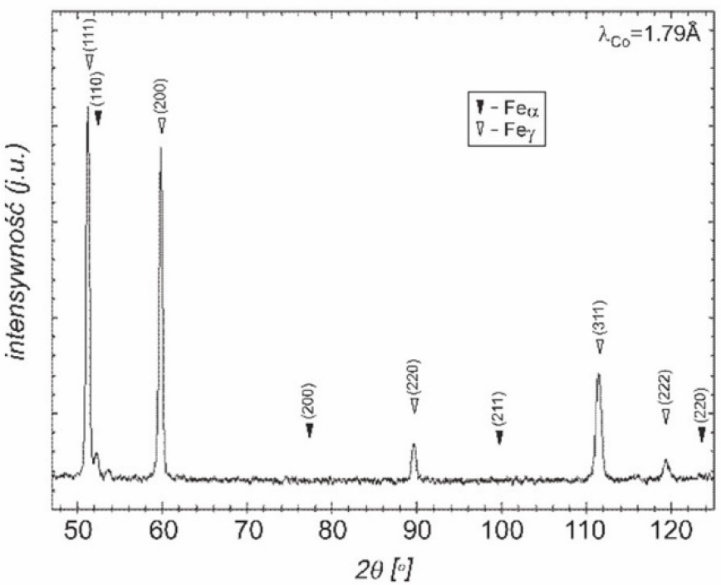 λCo=1.79Å
(111)
(110)
(200)
- Feα
- Feγ
(200)
(220)
(211)
(311)
(222)
(220)
intensywność (j.u.)
50 60 70 80 90 100 110 120
2θ [°]